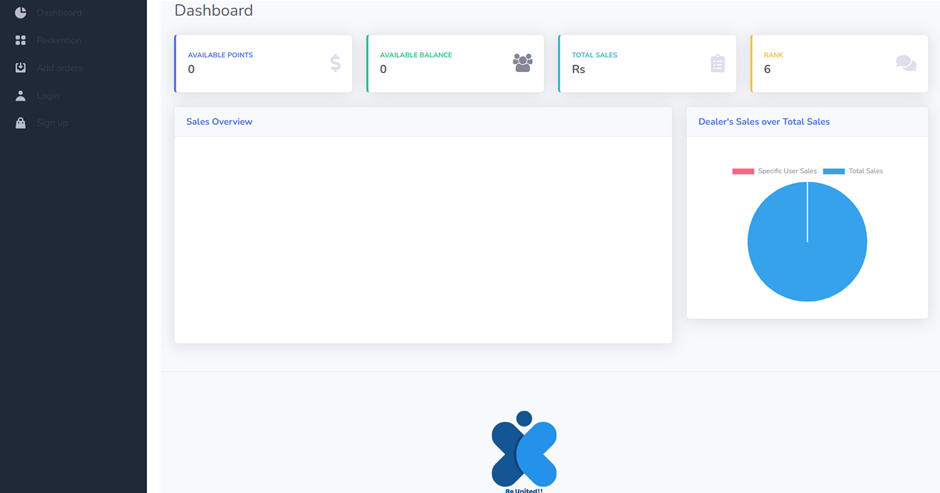 Dashboard
Redemtion
Add orders
Login
Sign up
Dashboard
AVAILABLE POINTS
0
AVAILABLE BALANCE
0
TOTAL SALES
Rs
RANK
6
Sales Overview
Dealer's Sales over Total Sales
Specific User Sales
Total Sales
Be United!!